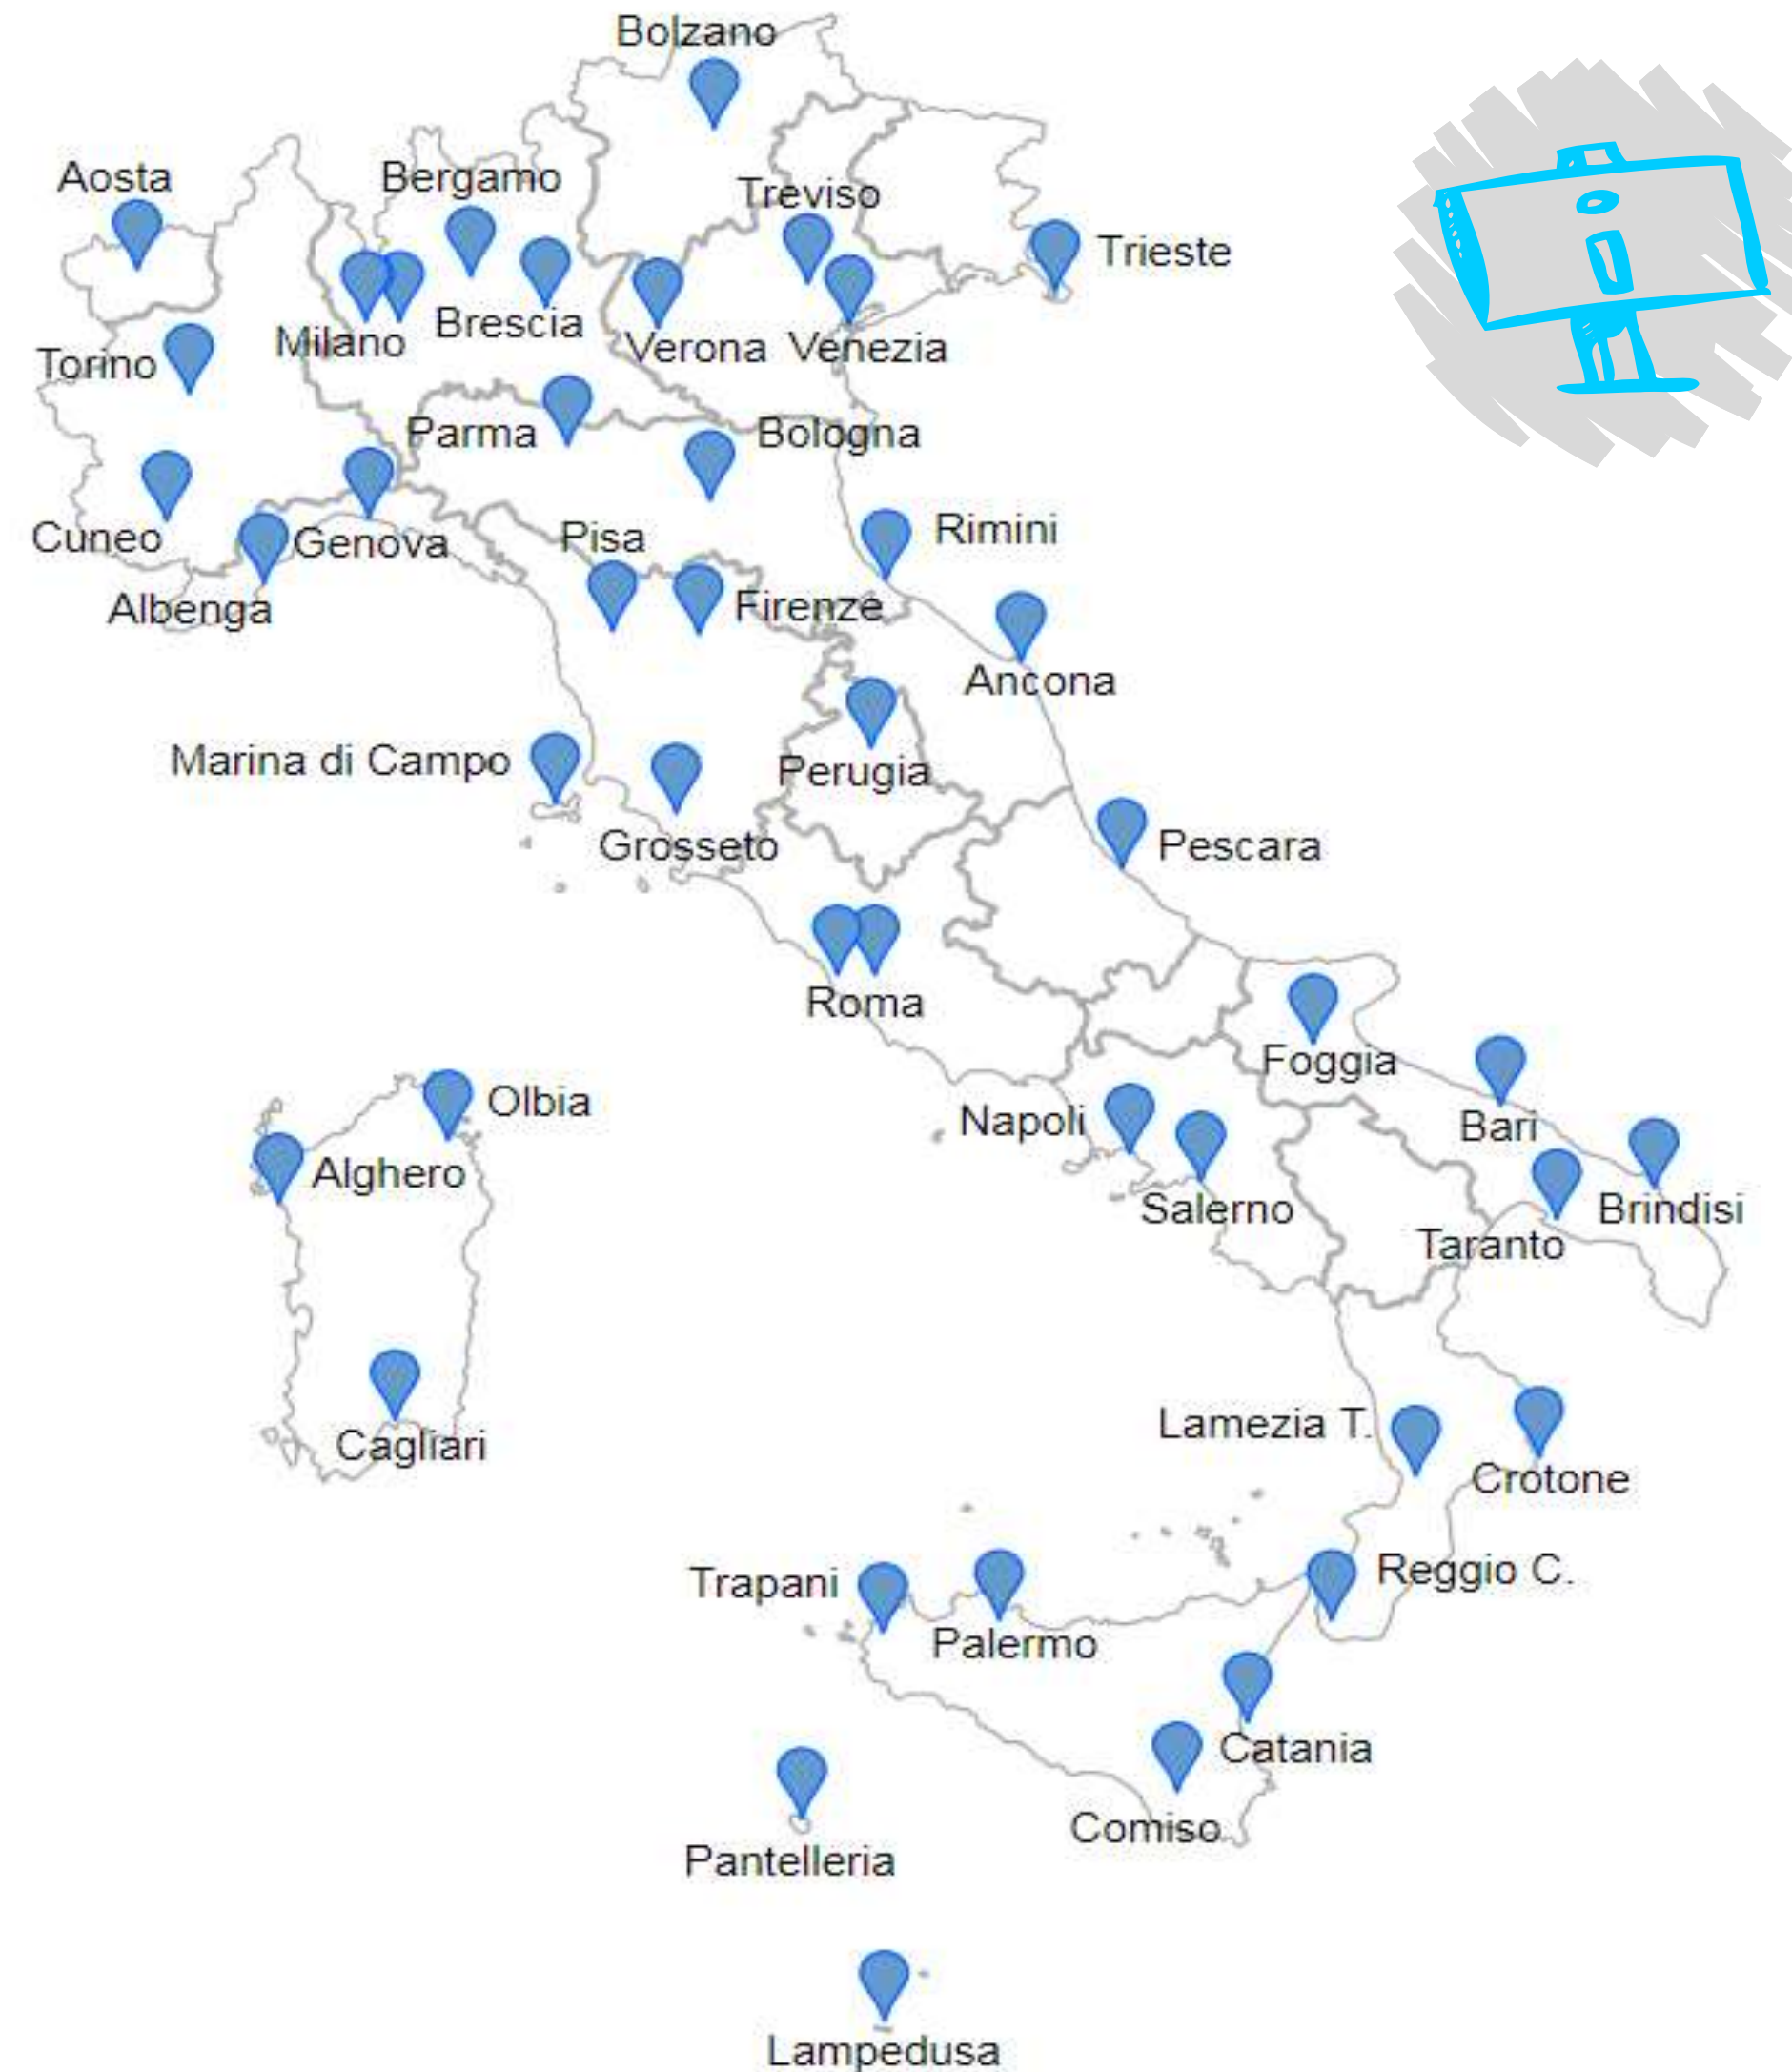 Bolzano
Aosta
Bergamo
Treviso
Trieste
Torino
Milano
Brescia
Verona
Venezia
Parma
Bologna
Cuneo
Genova
Pisa
Rimini
Albenga
Firenze
Ancona
Marina di Campo
Perugia
Grosseto
Pescara
Roma
Foggia
Olbia
Napoli
Bari
Alghero
Salerno
Brindisi
Taranto
Lamezia T.
Cagliari
Crotone
Trapani
Reggio C.
Palermo
Catania
Comiso
Pantelleria
Lampedusa
i